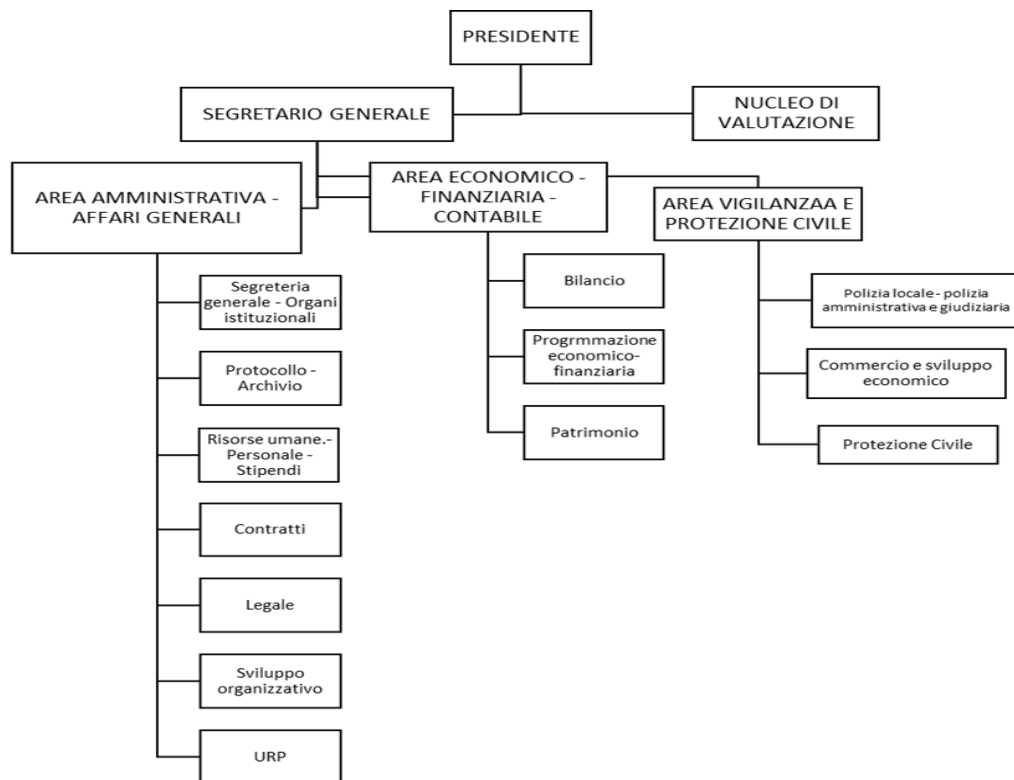 PRESIDENTE
SEGRETARIO GENERALE
NUCLEO DI
VALUTAZIONE
AREA AMMINISTRATIVA -
AFFARI GENERALI
AREA ECONOMICO -
FINANZIARIA -
CONTABILE
AREA VIGILANZAA E
PROTEZIONE CIVILE
Segreteria
generale - Organi
istituzionali
Protocollo -
Archivio
Risorse umane.-
Personale -
Stipendi
Contratti
Legale
Sviluppo
organizzativo
URP
Bilancio
Progrmmazione
economico-
finanziaria
Patrimonio
Polizia locale - polizia
amministrativa e giudiziaria
Commercio e sviluppo
economico
Protezione Civile